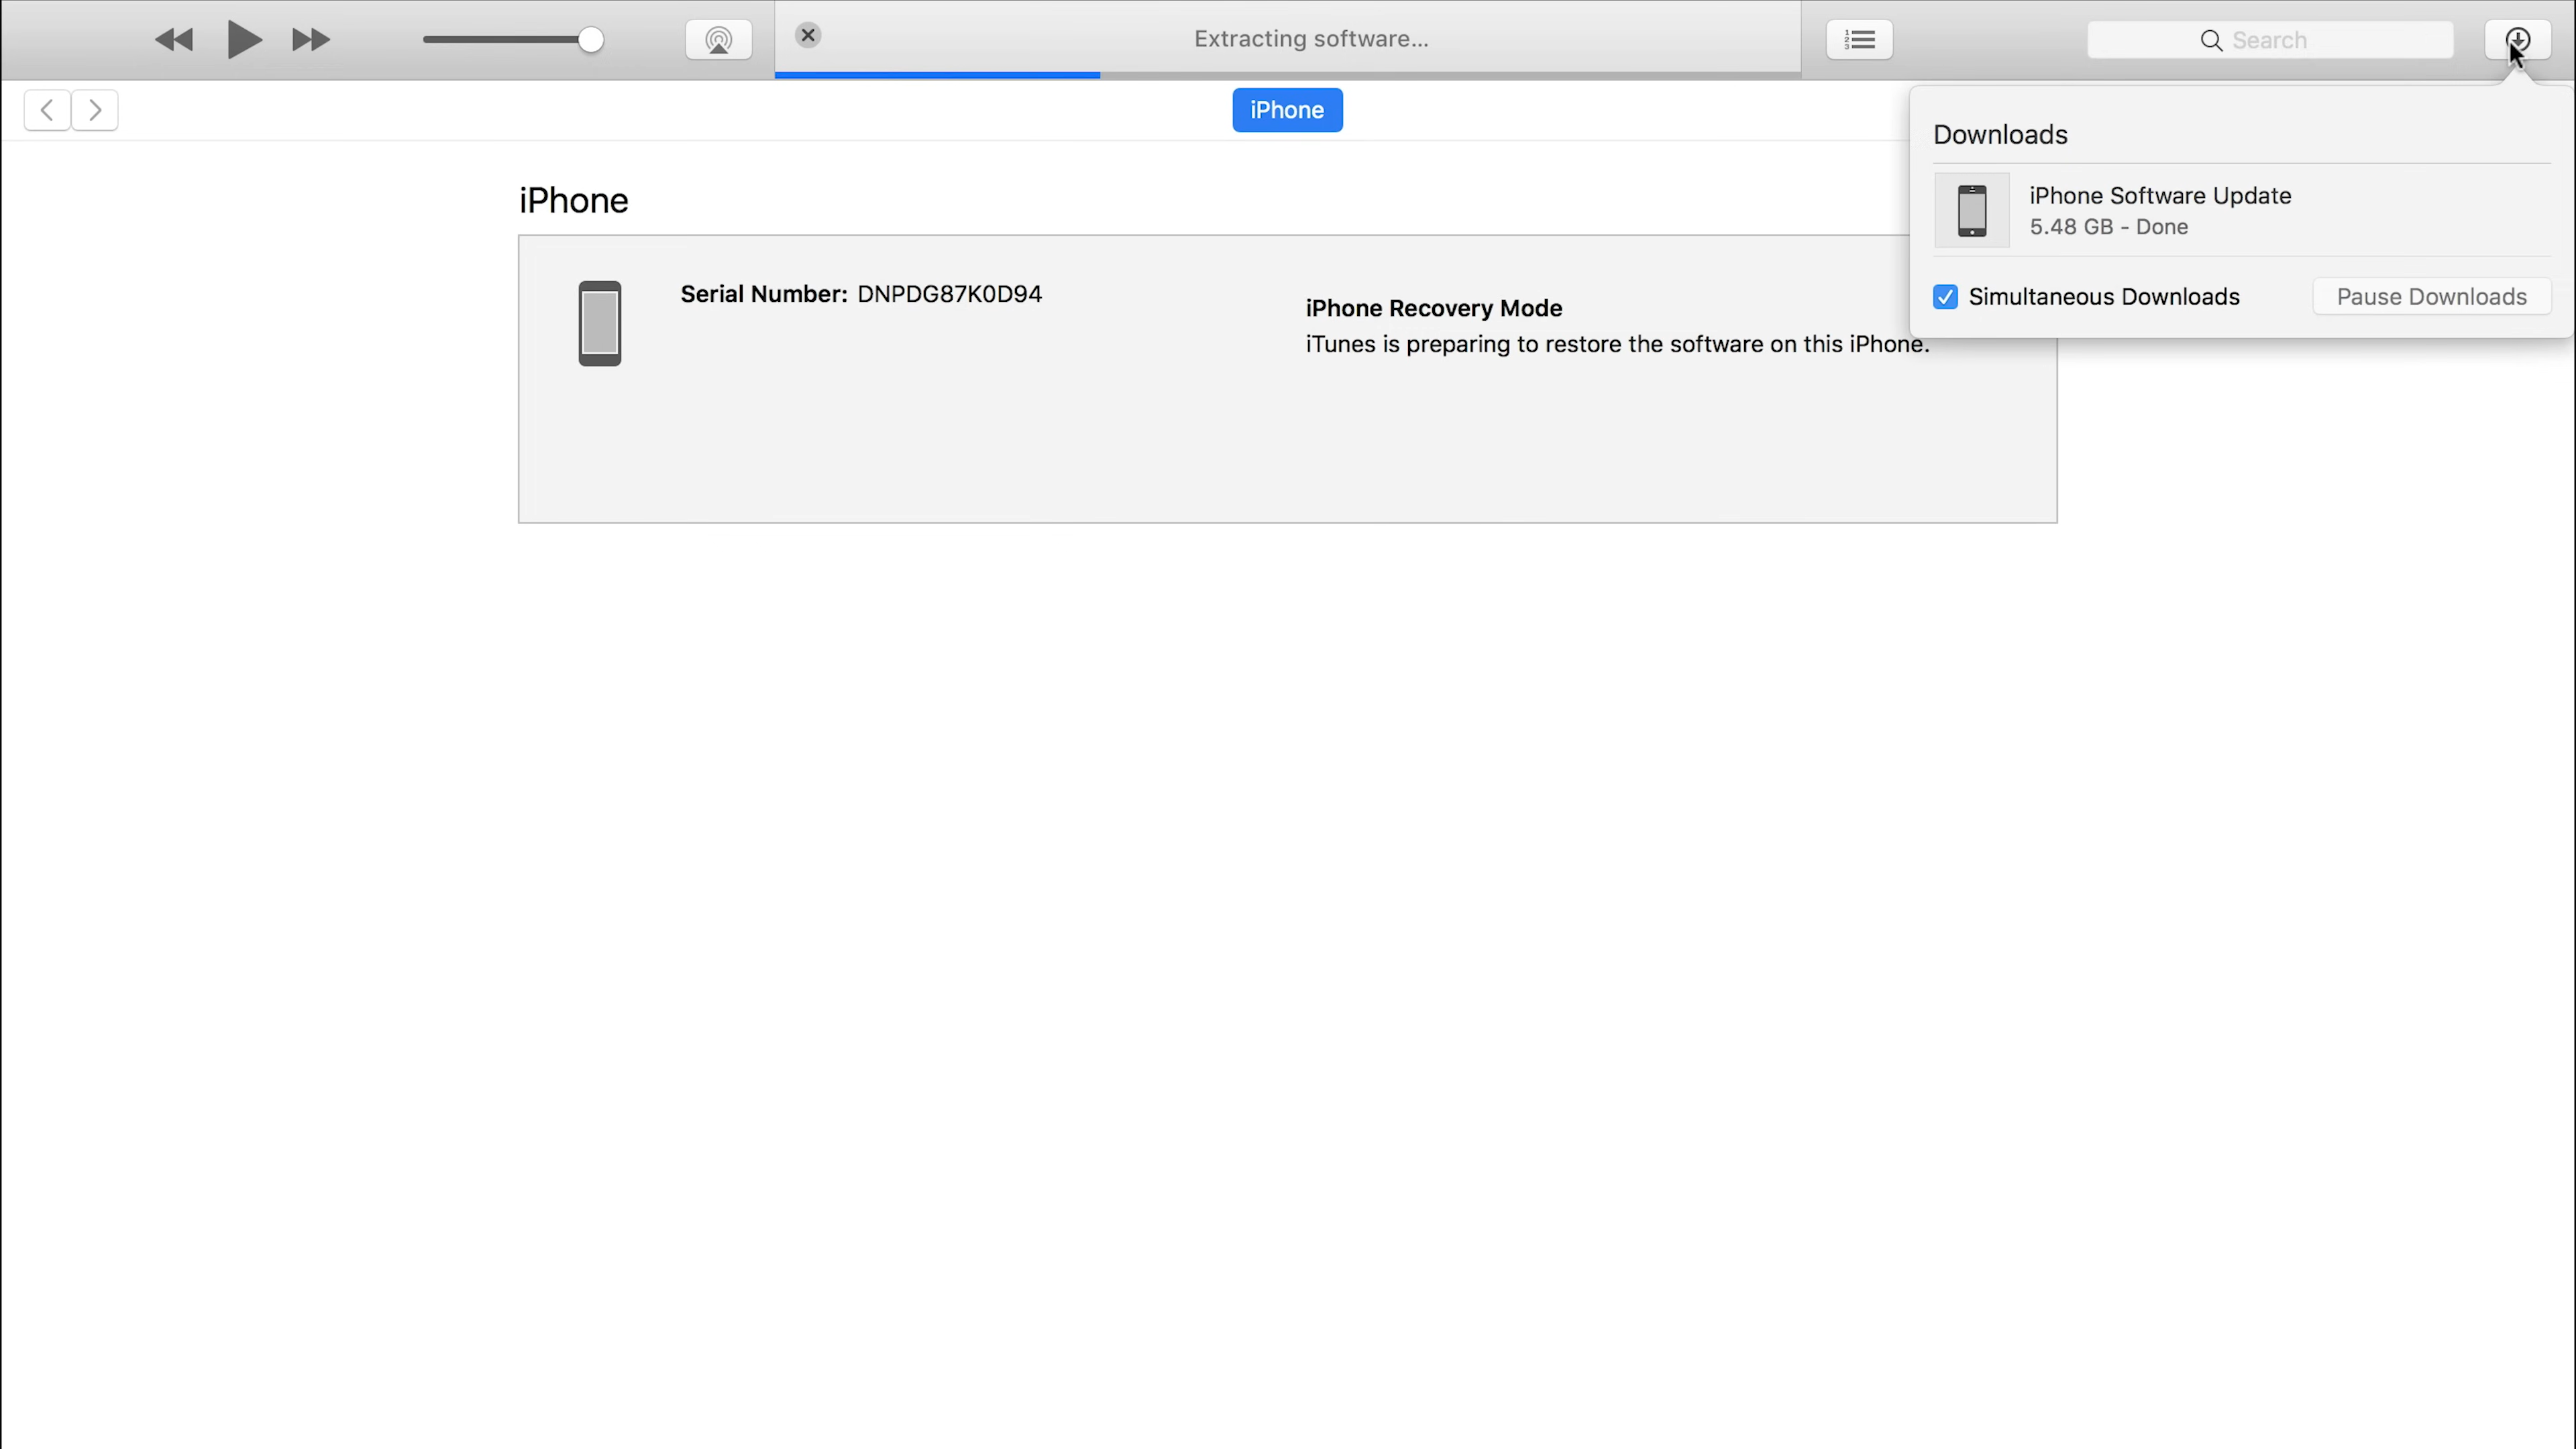 Extracting software...
Search
iPhone
Downloads
iPhone Software Update
5.48 GB - Done
Simultaneous Downloads
Pause Downloads
iPhone
Serial Number: DNPDG87K0D94
iPhone Recovery Mode
iTunes is preparing to restore the software on this iPhone.